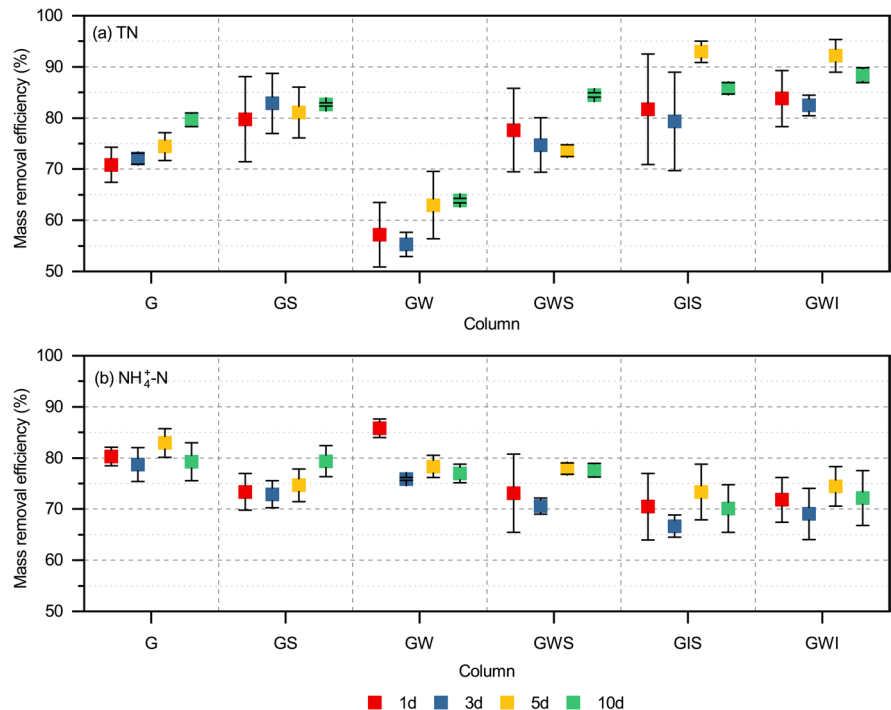 (a) TN
Mass removal efficiency (%)
100
90
80
70
60
50
G GS GW GWS GIS GWI
Column
(b) NH₄⁺-N
Mass removal efficiency (%)
100
90
80
70
60
50
G GS GW GWS GIS GWI
Column
1d 3d 5d 10d